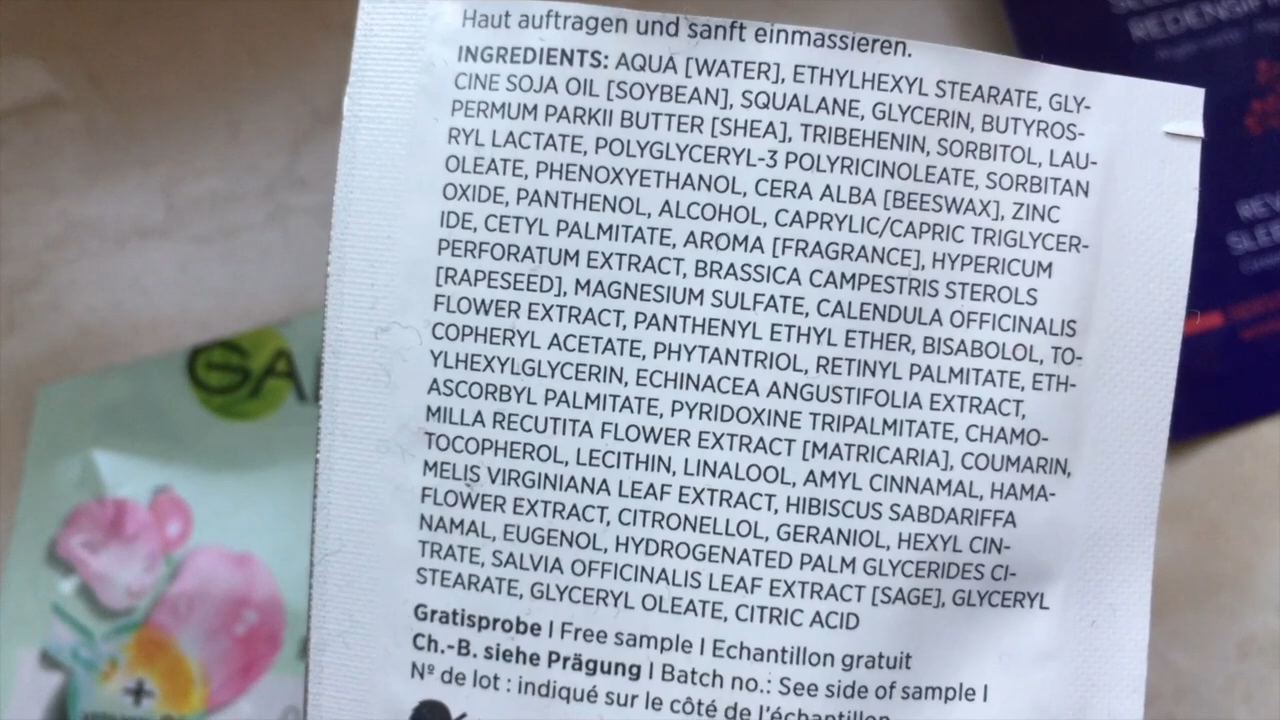 Haut auftragen und sanft einmassieren.
INGREDIENTS: AQUA [WATER], ETHYLHEXYL STEARATE, GLY-
CINE SOJA OIL [SOYBEAN], SQUALANE, GLYCERIN, BUTYROS-
PERMUM PARKII BUTTER [SHEA], TRIBEHENIN, SORBITOL, LAU-
RYL LACTATE, POLYGLYCERYL-3 POLYRICINOLEATE, SORBITAN
OLEATE, PHENOXYETHANOL, CERA ALBA [BEESWAX], ZINC
OXIDE, PANTHENOL, ALCOHOL, CAPRYLIC/CAPRIC TRIGLYCER-
IDE, CETYL PALMITATE, AROMA [FRAGRANCE], HYPERICUM
PERFORATUM EXTRACT, BRASSICA CAMPESTRIS STEROLS
[RAPESEED], MAGNESIUM SULFATE, CALENDULA OFFICINALIS
FLOWER EXTRACT, PANTHENYL ETHYL ETHER, BISABOLOL, TO-
COPHERYL ACETATE, PHYTANTRIOL, RETINYL PALMITATE, ETH-
YLHEXYLGLYCERIN, ECHINACEA ANGUSTIFOLIA EXTRACT,
ASCORBYL PALMITATE, PYRIDOXINE TRIPALMITATE, CHAMO-
MILLA RECUTITA FLOWER EXTRACT [MATRICARIA], COUMARIN,
TOCOPHEROL, LECITHIN, LINALOOL, AMYL CINNAMAL, HAMA-
MELIS VIRGINIANA LEAF EXTRACT, HIBISCUS SABDARIFFA
FLOWER EXTRACT, CITRONELLOL, GERANIOL, HEXYL CIN-
NAMAL, EUGENOL, HYDROGENATED PALM GLYCERIDES CI-
TRATE, SALVIA OFFICINALIS LEAF EXTRACT [SAGE], GLYCERYL
STEARATE, GLYCERYL OLEATE, CITRIC ACID
Gratisprobe I Free sample I Echantillon gratuit
Ch.-B. siehe Prägung I Batch no.: See side of sample I
Nº de lot : indiqué sur le côté de l'échantillon
GA
REV